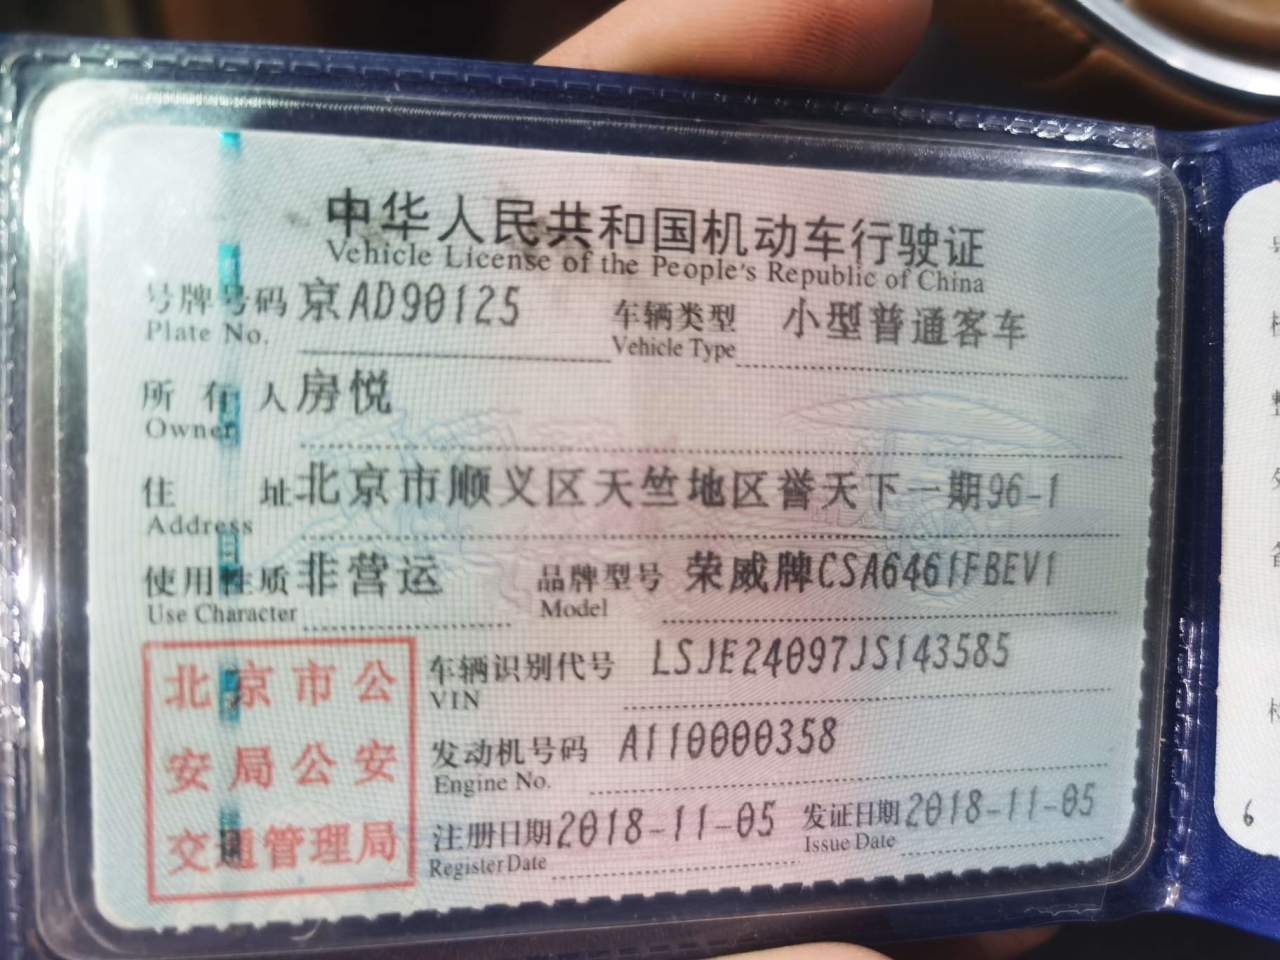 中华人民共和国机动车行驶证
Vehicle License of the People's Republic of China
号牌号码 京AD90125 车辆类型 小型普通客车
Plate No. Vehicle Type
所有人 房悦
Owner
住址 北京市顺义区天竺地区誉天下一期96-1
Address
使用性质 非营运 品牌型号 荣威牌CSA6461FBEV1
Use Character Model
北京市公
安局公安
交通管理局
车辆识别代号 LSJE24097JS143585
VIN
发动机号码 A110000358
Engine No.
注册日期 2018-11-05 发证日期 2018-11-05
Register Date Issue Date
6